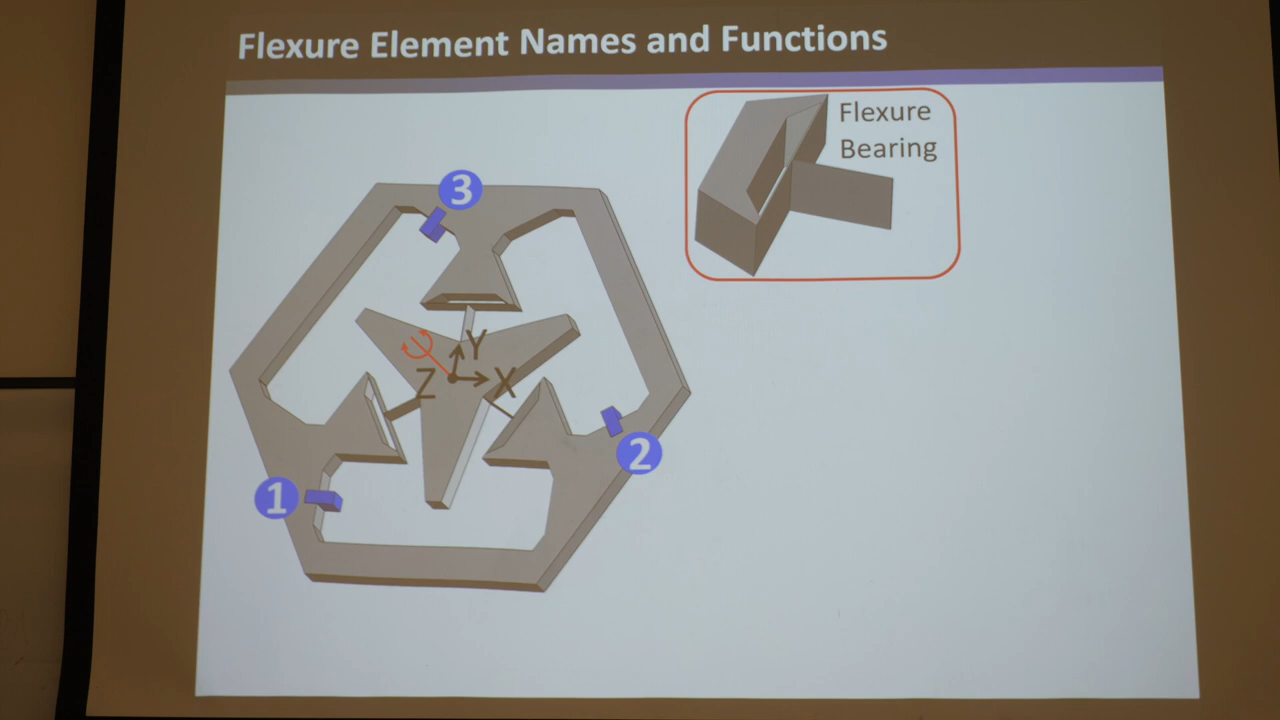 Flexure Element Names and Functions
Flexure
Bearing
3
Y
Z
X
2
1